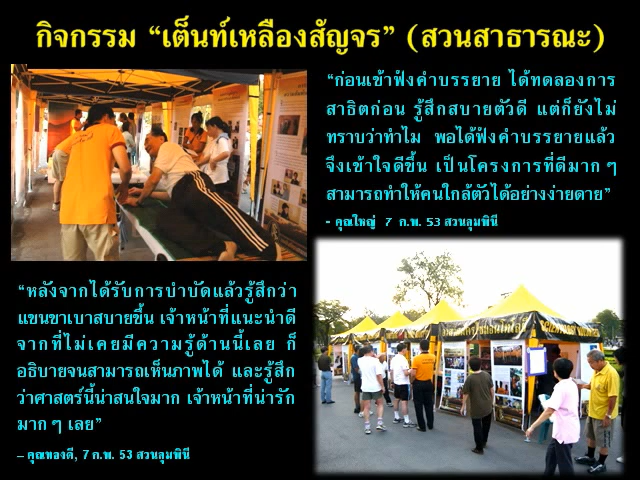 กิจกรรม “เต็นท์เหลืองสัญจร” (สวนสาธารณะ)
“ก่อนเข้าฟังคำบรรยาย ได้ทดลองการ
สาธิตก่อน รู้สึกสบายตัวดี แต่ก็ยังไม่
ทราบว่าทำไม พอได้ฟังคำบรรยายแล้ว
จึงเข้าใจดีขึ้น เป็นโครงการที่ดีมาก ๆ
สามารถทำให้คนใกล้ตัวได้อย่างง่ายดาย”
- คุณใหญ่ 7 ก.พ. 53 สวนลุมพินี
“หลังจากได้รับการบำบัดแล้วรู้สึกว่า
แขนขาเบาสบายขึ้น เจ้าหน้าที่แนะนำดี
จากที่ไม่เคยมีความรู้ด้านนี้เลย ก็
อธิบายจนสามารถเห็นภาพได้ และรู้สึก
ว่าศาสตร์นี้น่าสนใจมาก เจ้าหน้าที่น่ารัก
มาก ๆ เลย”
– คุณทองดี, 7 ก.พ. 53 สวนลุมพินี